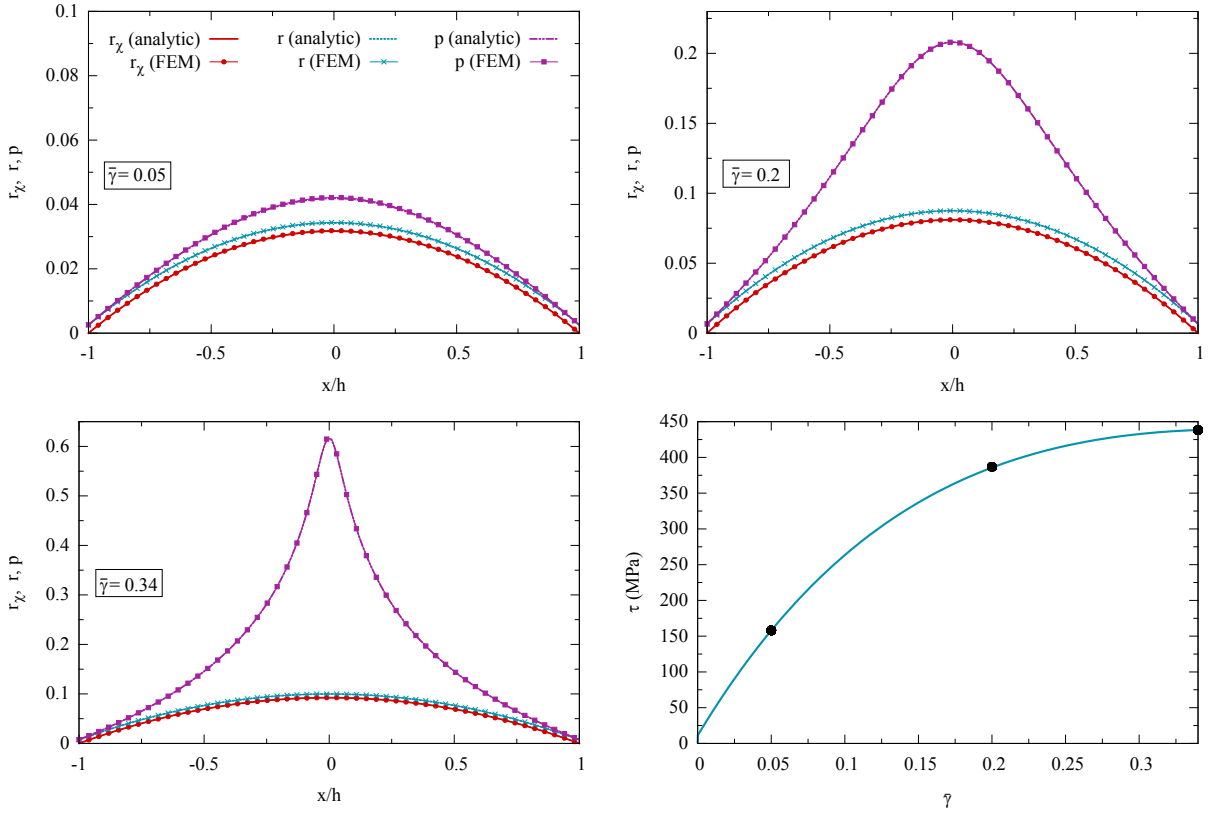 0.1
0.08
0.06
0.04
0.02
0
r_χ, r, p
r_χ (analytic) r (analytic) p (analytic)
r_χ (FEM) r (FEM) p (FEM)
γ̄ = 0.05
-1 -0.5 0 0.5 1
x/h
0.2
0.15
0.1
0.05
0
r_χ, r, p
γ̄ = 0.2
-1 -0.5 0 0.5 1
x/h
0.6
0.5
0.4
0.3
0.2
0.1
0
r_χ, r, p
γ̄ = 0.34
-1 -0.5 0 0.5 1
x/h
450
400
350
300
250
200
150
100
50
0
τ (MPa)
0 0.05 0.1 0.15 0.2 0.25 0.3
γ̄